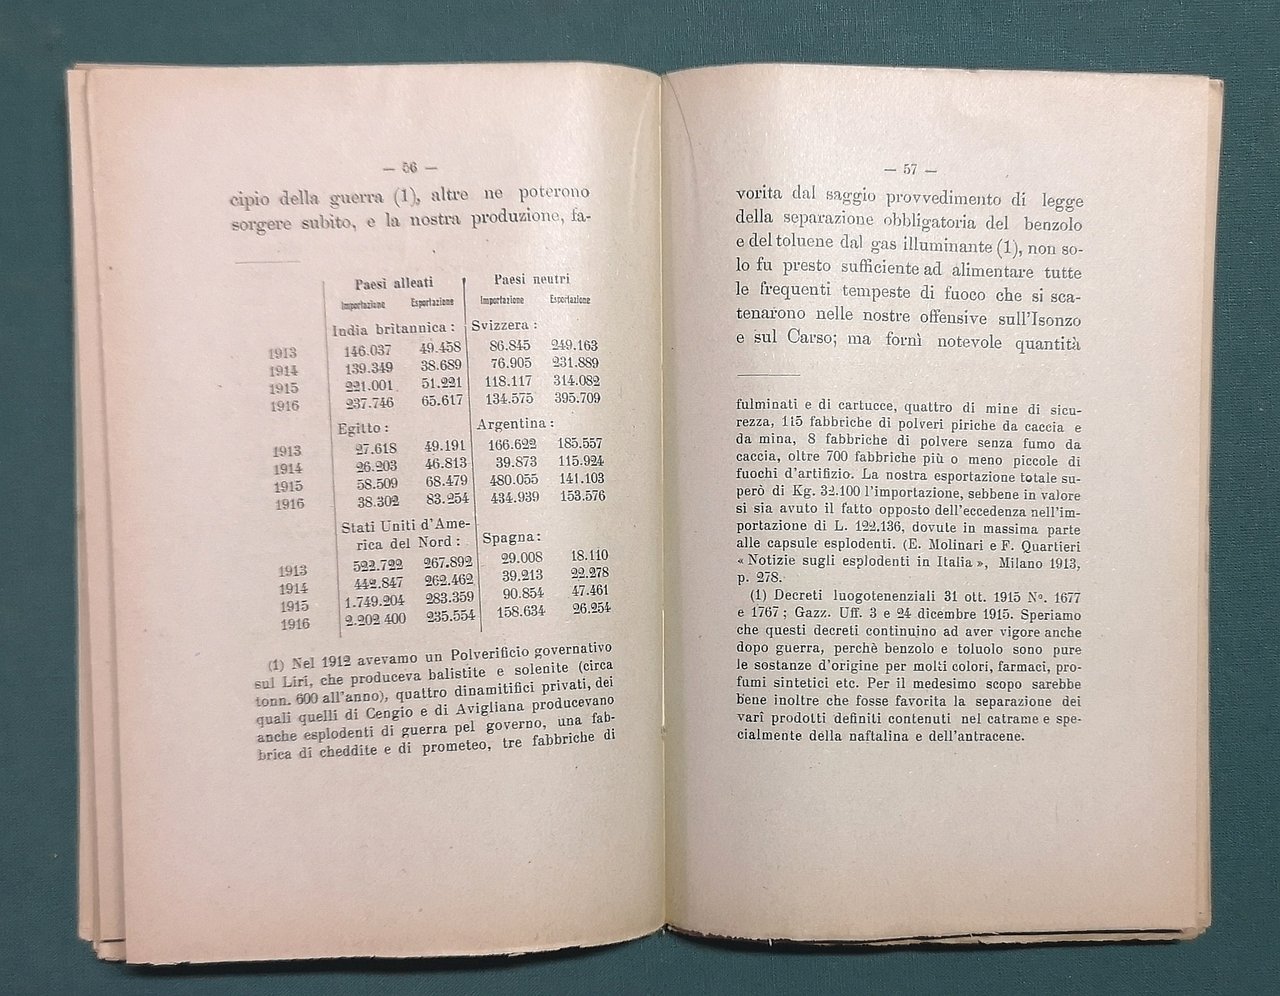 — 56 —
cipio della guerra (1), altre ne poterono
sorgere subito, e la nostra produzione, fa-
Paesi alleati Paesi neutri
Importazione Esportazione Importazione Esportazione
India britannica : Svizzera :
1913 146.037 49.458 86.845 249.163
1914 139.349 38.689 76.905 231.889
1915 221.001 51.221 118.117 314.082
1916 237.746 65.617 134.575 395.709
Egitto : Argentina :
1913 27.618 49.191 166.622 185.557
1914 26.203 46.813 39.873 115.924
1915 58.509 68.479 480.055 141.103
1916 38.302 83.254 434.939 153.576
Stati Uniti d'Ame-
rica del Nord : Spagna :
1913 522.722 267.892 29.008 18.110
1914 442.847 262.462 39.213 22.278
1915 1.749.204 283.359 90.854 47.461
1916 2.202 400 235.554 158.634 26.254
(1) Nel 1912 avevamo un Polverificio governativo
sul Liri, che produceva balistite e solenite (circa
tonn. 600 all'anno), quattro dinamitifici privati, dei
quali quelli di Cengio e di Avigliana producevano
anche esplodenti di guerra pel governo, una fab-
brica di cheddite e di prometeo, tre fabbriche di
— 57 —
vorita dal saggio provvedimento di legge
della separazione obbligatoria del benzolo
e del toluene dal gas illuminante (1), non so-
lo fu presto sufficiente ad alimentare tutte
le frequenti tempeste di fuoco che si sca-
tenarono nelle nostre offensive sull'Isonzo
e sul Carso; ma fornì notevole quantità
fulminati e di cartucce, quattro di mine di sicu-
rezza, 115 fabbriche di polveri piriche da caccia e
da mina, 8 fabbriche di polvere senza fumo da
caccia, oltre 700 fabbriche più o meno piccole di
fuochi d'artifizio. La nostra esportazione totale su-
però di Kg. 32.100 l'importazione, sebbene in valore
si sia avuto il fatto opposto dell'eccedenza nell'im-
portazione di L. 122.136, dovute in massima parte
alle capsule esplodenti. (E. Molinari e F. Quartieri
« Notizie sugli esplodenti in Italia », Milano 1913,
p. 278.
(1) Decreti luogotenenziali 31 ott. 1915 Nº. 1677
e 1767 ; Gazz. Uff. 3 e 24 dicembre 1915. Speriamo
che questi decreti continuino ad aver vigore anche
dopo guerra, perchè benzolo e toluolo sono pure
le sostanze d'origine per molti colori, farmaci, pro-
fumi sintetici etc. Per il medesimo scopo sarebbe
bene inoltre che fosse favorita la separazione dei
varî prodotti definiti contenuti nel catrame e spe-
cialmente della naftalina e dell'antracene.